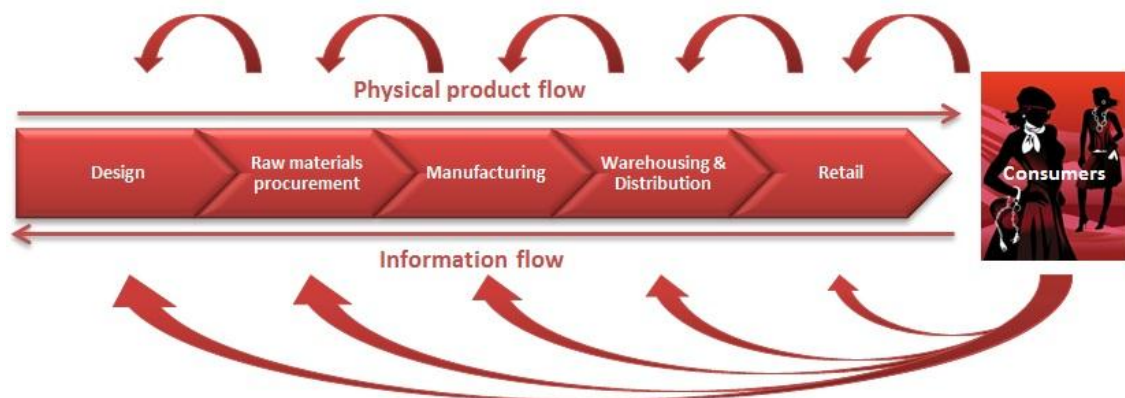 Physical product flow
Design
Raw materials
procurement
Manufacturing
Warehousing &
Distribution
Retail
Consumers
Information flow